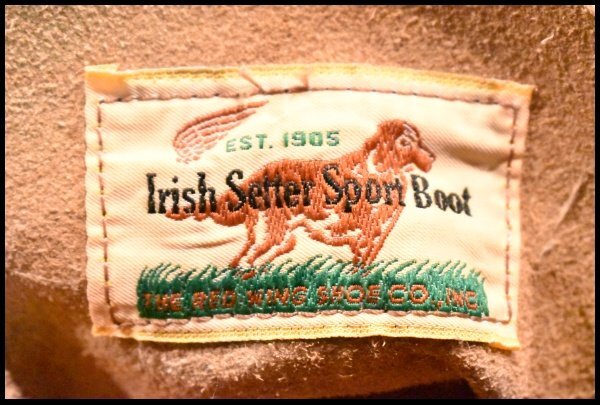 EST. 1905
Irish Setter Sport Boot
THE RED WING SHOE CO., INC.